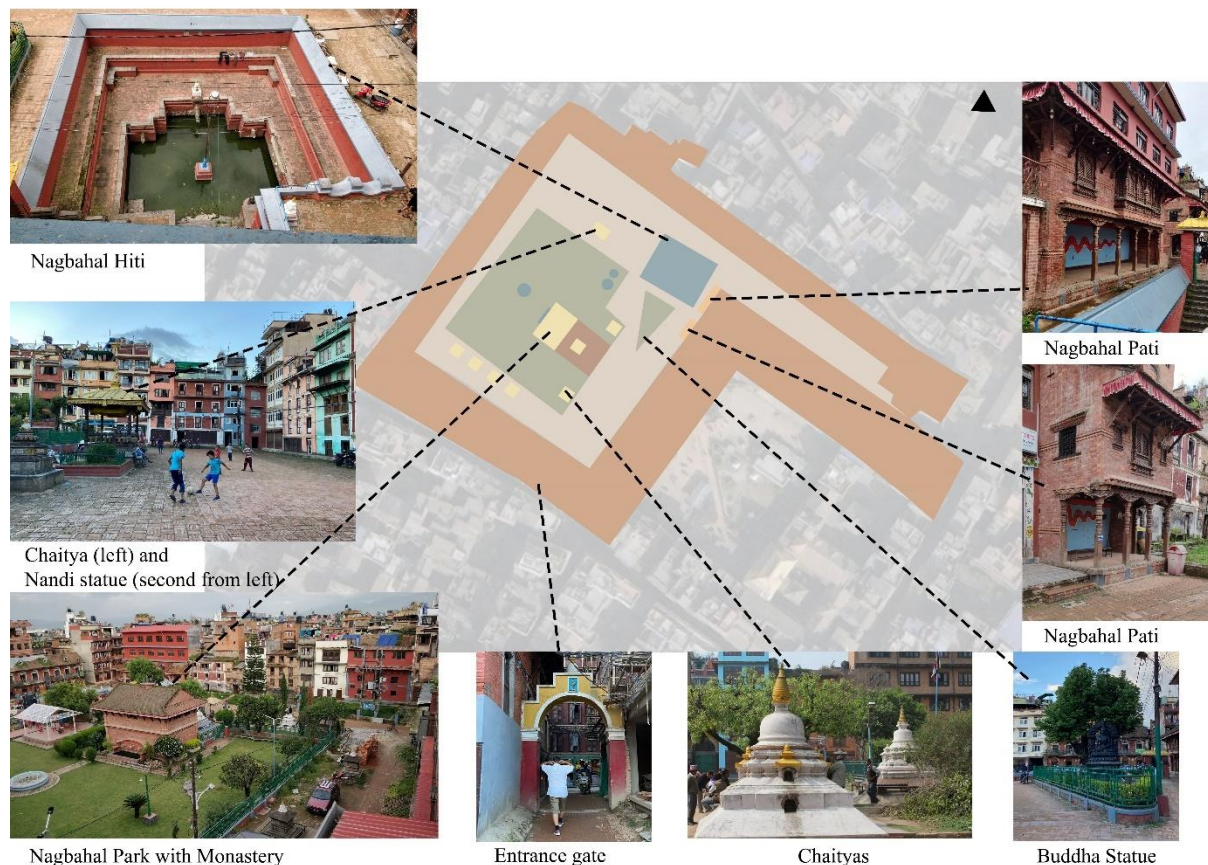 Nagbahal Hiti
Nagbahal Pati
Chaitya (left) and
Nandi statue (second from left)
Nagbahal Pati
Nagbahal Park with Monastery
Entrance gate
Chaityas
Buddha Statue